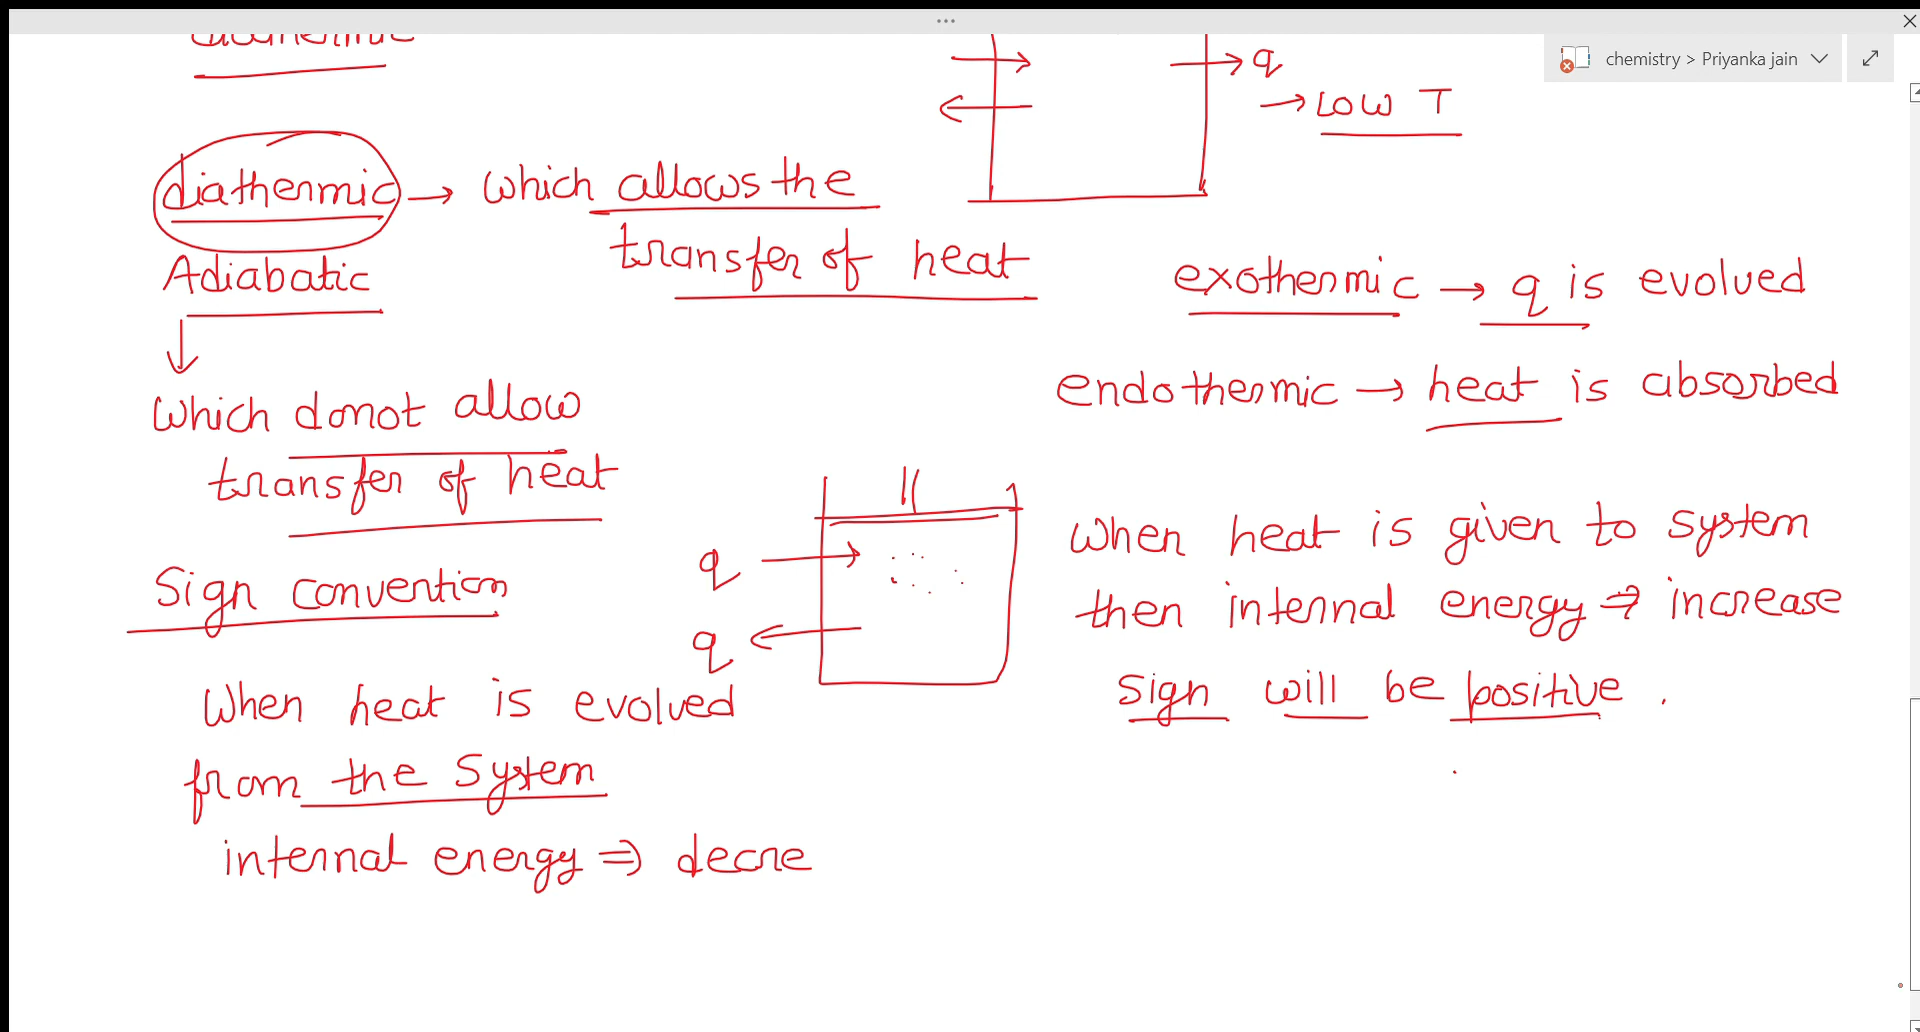 chemistry > Priyanka jain
q
LOW T
diathermic → which allows the
transfer of heat
Adiabatic
which donot allow
transfer of heat
exothermic → q is evolved
endothermic → heat is absorbed
Sign convention
q
q
When heat is given to system
then internal energy ⇒ increase
sign will be positive .
When heat is evolved
from the System
internal energy ⇒ decre